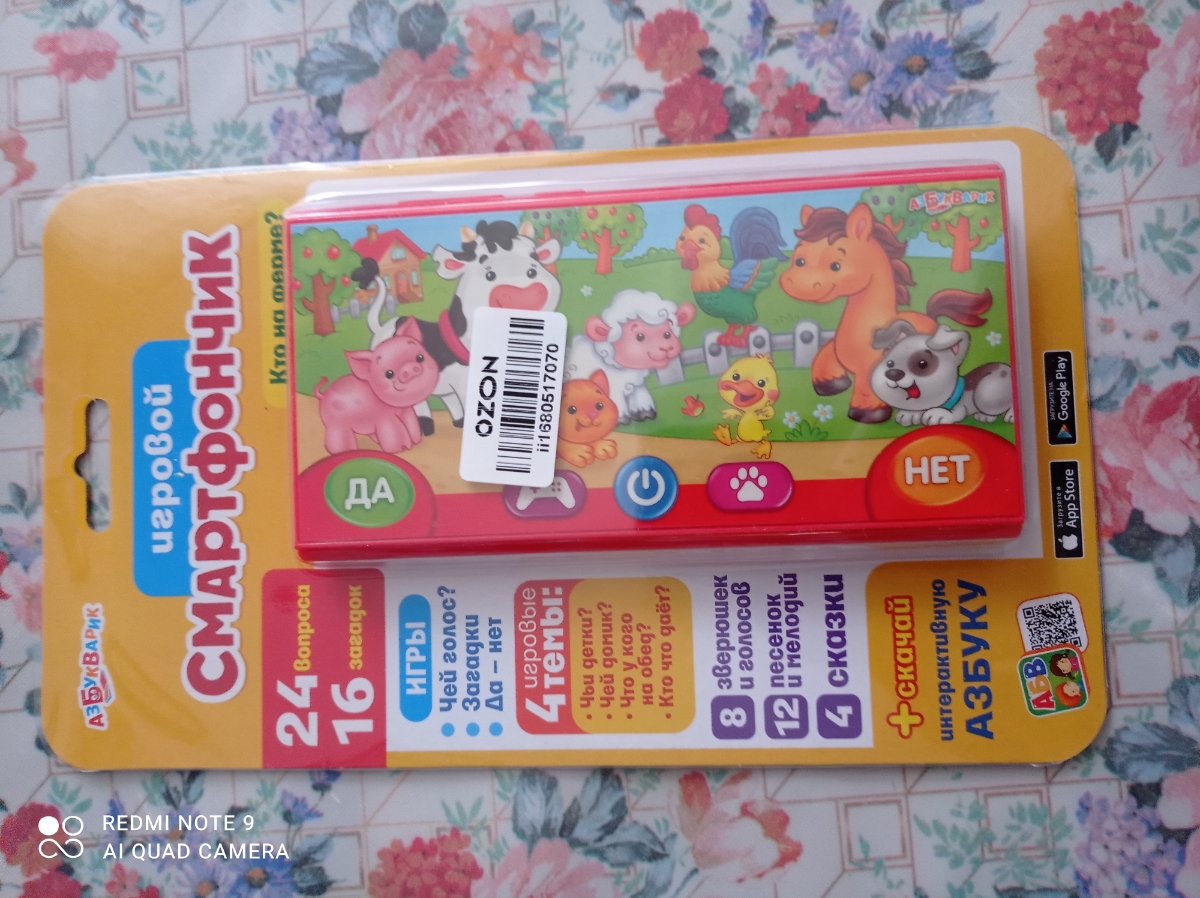 АЗБУКВАРИК
игровой
СМАРТФОНЧИК
Кто на ферме?
АЗБУКВАРИК
OZON
ii1680517070
ДА
НЕТ
24 вопроса
16 загадок
ИГРЫ
• Чей голос?
• Загадки
• Да – нет
игровые
4 темы:
• Чьи детки?
• Чей домик?
• Что у кого
на обед?
• Кто что даёт?
8 зверюшек
и голосов
12 песенок
и мелодий
4 сказки
+ скачай
интерактивную
АЗБУКУ
АБВ
Загрузите в
App Store
ЗАГРУЗИТЕ НА
Google Play
REDMI NOTE 9
AI QUAD CAMERA